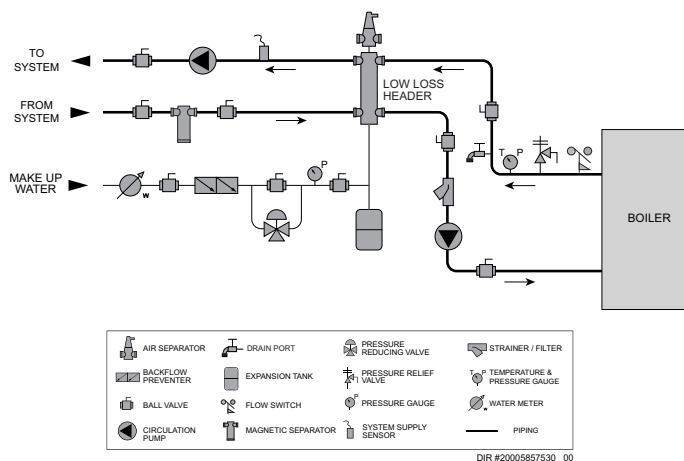 TO
SYSTEM
LOW LOSS
HEADER
FROM
SYSTEM
T P
P
MAKE UP
WATER
W
BOILER
AIR SEPARATOR
DRAIN PORT
PRESSURE
REDUCING VALVE
STRAINER / FILTER
BACKFLOW
PREVENTER
EXPANSION TANK
PRESSURE RELIEF
VALVE
T P
TEMPERATURE &
PRESSURE GAUGE
BALL VALVE
FLOW SWITCH
P
PRESSURE GAUGE
W
WATER METER
CIRCULATION
PUMP
MAGNETIC SEPARATOR
SYSTEM SUPPLY
SENSOR
PIPING
DIR #20005857530 00